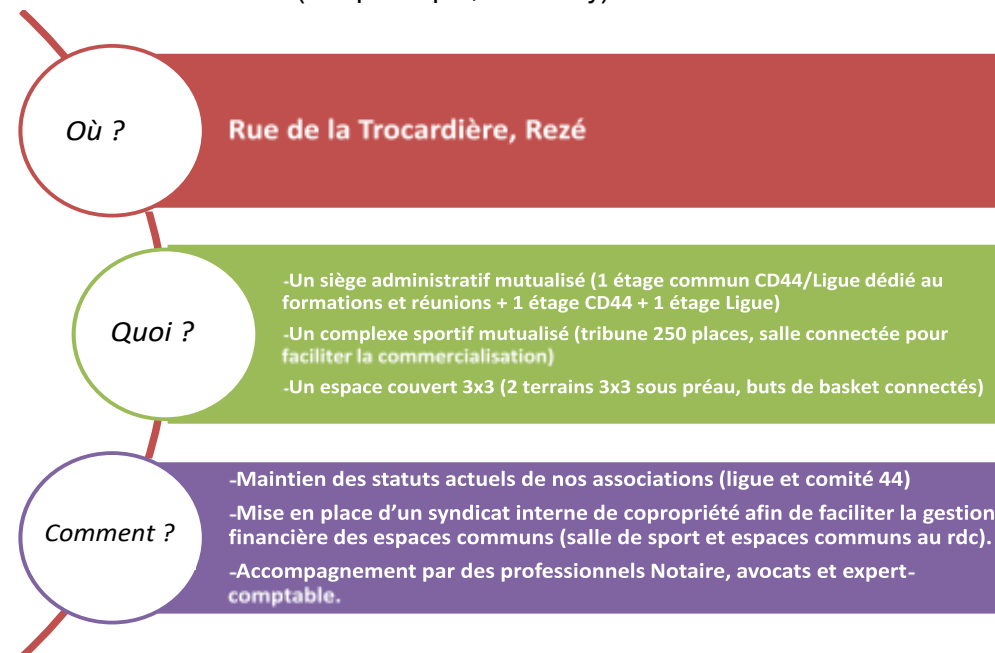 Où ?
Rue de la Trocardière, Rezé
Quoi ?
-Un siège administratif mutualisé (1 étage commun CD44/Ligue dédié au
formations et réunions + 1 étage CD44 + 1 étage Ligue)
-Un complexe sportif mutualisé (tribune 250 places, salle connectée pour
faciliter la commercialisation)
-Un espace couvert 3x3 (2 terrains 3x3 sous préau, buts de basket connectés)
Comment ?
-Maintien des statuts actuels de nos associations (ligue et comité 44)
-Mise en place d’un syndicat interne de copropriété afin de faciliter la gestion
financière des espaces communs (salle de sport et espaces communs au rdc).
-Accompagnement par des professionnels Notaire, avocats et expert-
comptable.